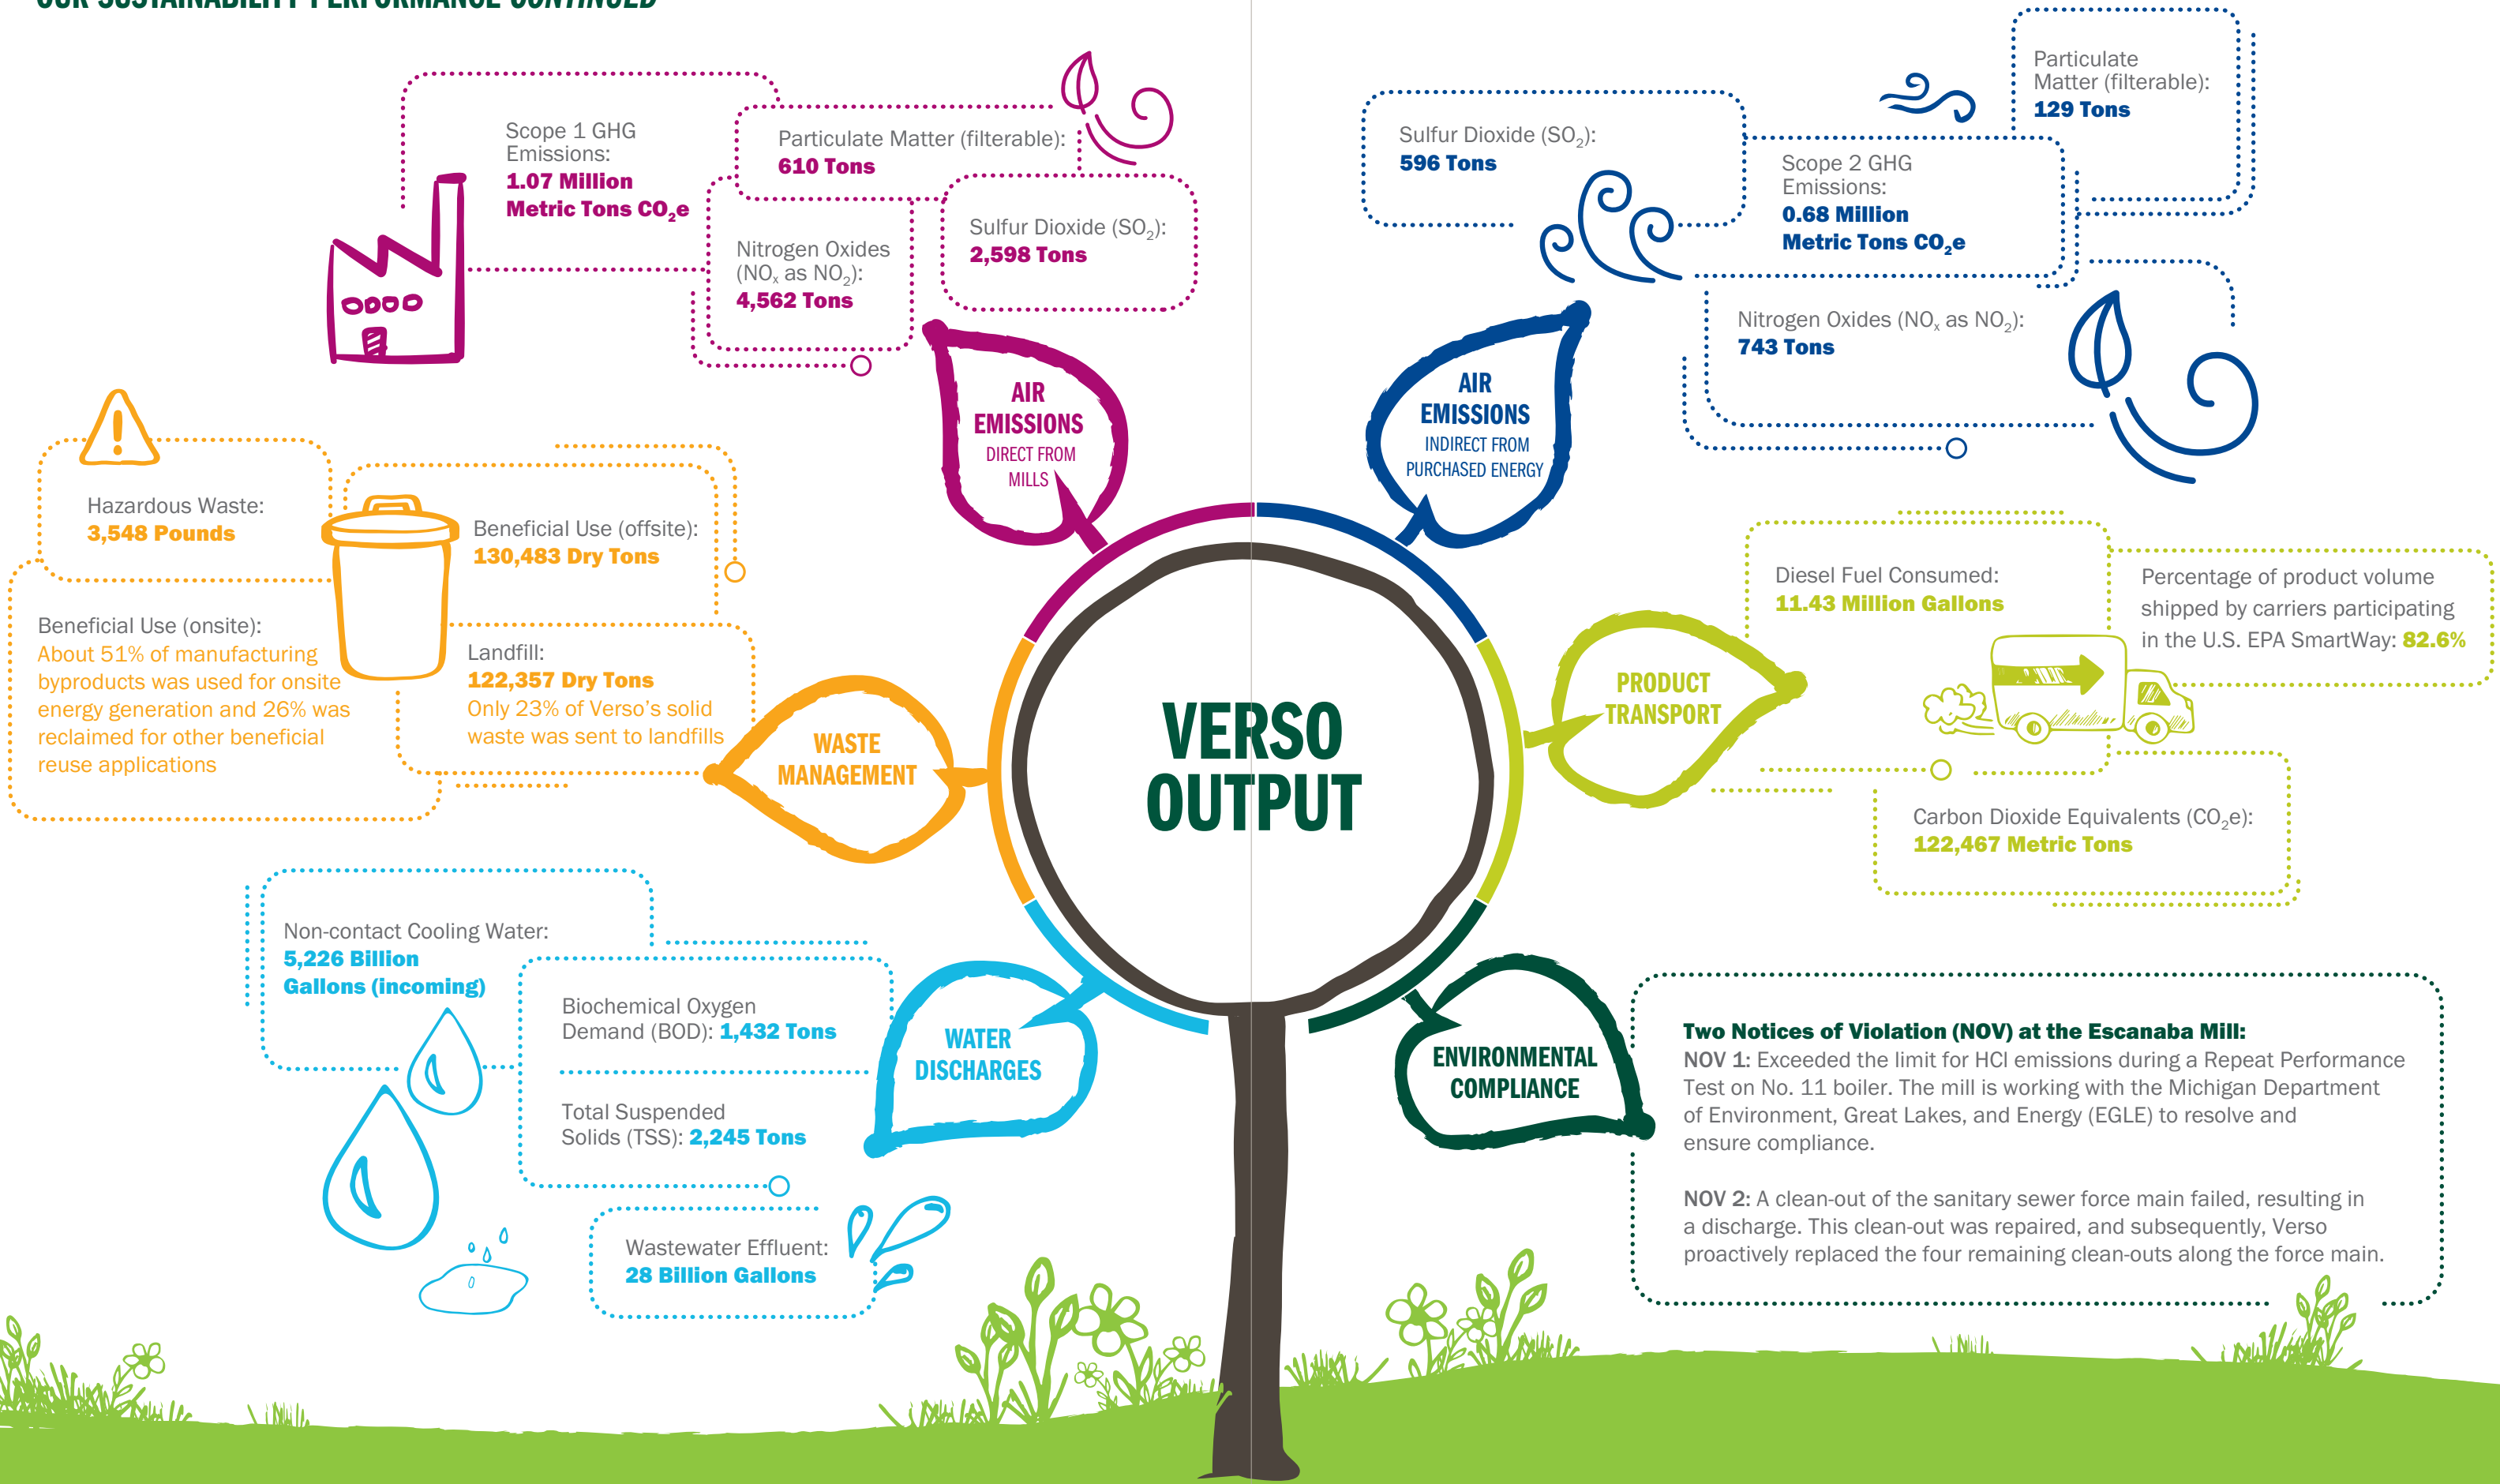 OUR SUSTAINABILITY PERFORMANCE CONTINUED
Scope 1 GHG
Emissions:
1.07 Million
Metric Tons CO₂e
Particulate Matter (filterable):
610 Tons
Nitrogen Oxides
(NOₓ as NO₂):
4,562 Tons
Sulfur Dioxide (SO₂):
2,598 Tons
AIR
EMISSIONS
DIRECT FROM
MILLS
Sulfur Dioxide (SO₂):
596 Tons
Particulate
Matter (filterable):
129 Tons
Scope 2 GHG
Emissions:
0.68 Million
Metric Tons CO₂e
Nitrogen Oxides (NOₓ as NO₂):
743 Tons
AIR
EMISSIONS
INDIRECT FROM
PURCHASED ENERGY
Hazardous Waste:
3,548 Pounds
Beneficial Use (offsite):
130,483 Dry Tons
Beneficial Use (onsite):
About 51% of manufacturing
byproducts was used for onsite
energy generation and 26% was
reclaimed for other beneficial
reuse applications
Landfill:
122,357 Dry Tons
Only 23% of Verso's solid
waste was sent to landfills
WASTE
MANAGEMENT
VERSO
OUTPUT
PRODUCT
TRANSPORT
Diesel Fuel Consumed:
11.43 Million Gallons
Percentage of product volume
shipped by carriers participating
in the U.S. EPA SmartWay: 82.6%
Carbon Dioxide Equivalents (CO₂e):
122,467 Metric Tons
Non-contact Cooling Water:
5,226 Billion
Gallons (incoming)
Biochemical Oxygen
Demand (BOD): 1,432 Tons
Total Suspended
Solids (TSS): 2,245 Tons
Wastewater Effluent:
28 Billion Gallons
WATER
DISCHARGES
ENVIRONMENTAL
COMPLIANCE
Two Notices of Violation (NOV) at the Escanaba Mill:
NOV 1: Exceeded the limit for HCl emissions during a Repeat Performance
Test on No. 11 boiler. The mill is working with the Michigan Department
of Environment, Great Lakes, and Energy (EGLE) to resolve and
ensure compliance.
NOV 2: A clean-out of the sanitary sewer force main failed, resulting in
a discharge. This clean-out was repaired, and subsequently, Verso
proactively replaced the four remaining clean-outs along the force main.